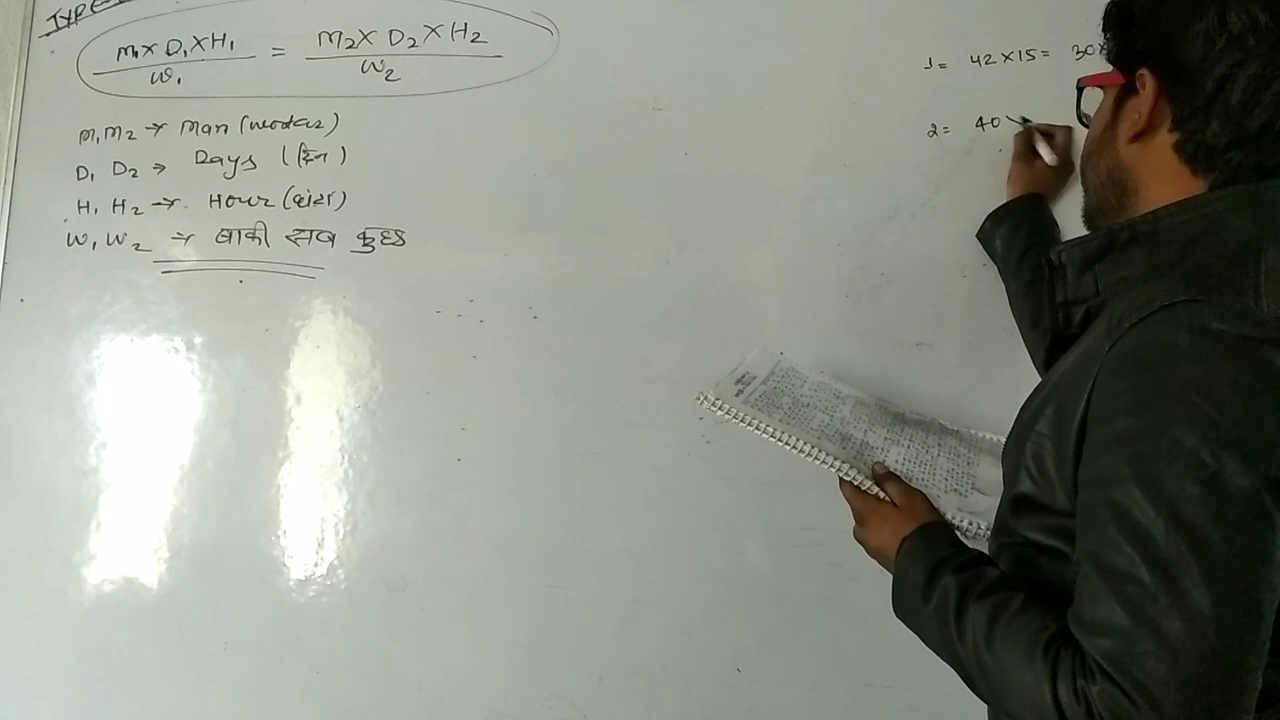 TYPE
M₁ × D₁ × H₁ / W₁ = M₂ × D₂ × H₂ / W₂
M₁ M₂ → Man (worker)
D₁ D₂ → Days (दिन)
H₁ H₂ → Hour (घंटा)
W₁ W₂ → बाकी सब कुछ
1 = 42 × 15 = 30 ×
2 = 40 ×